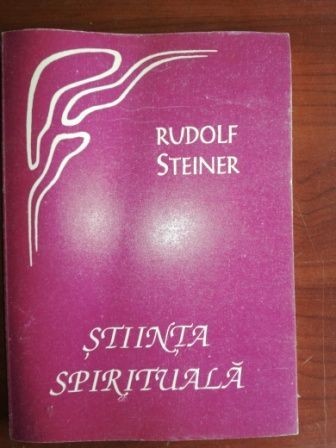 RUDOLF
STEINER
ȘTIINȚA
SPIRITUALĂ